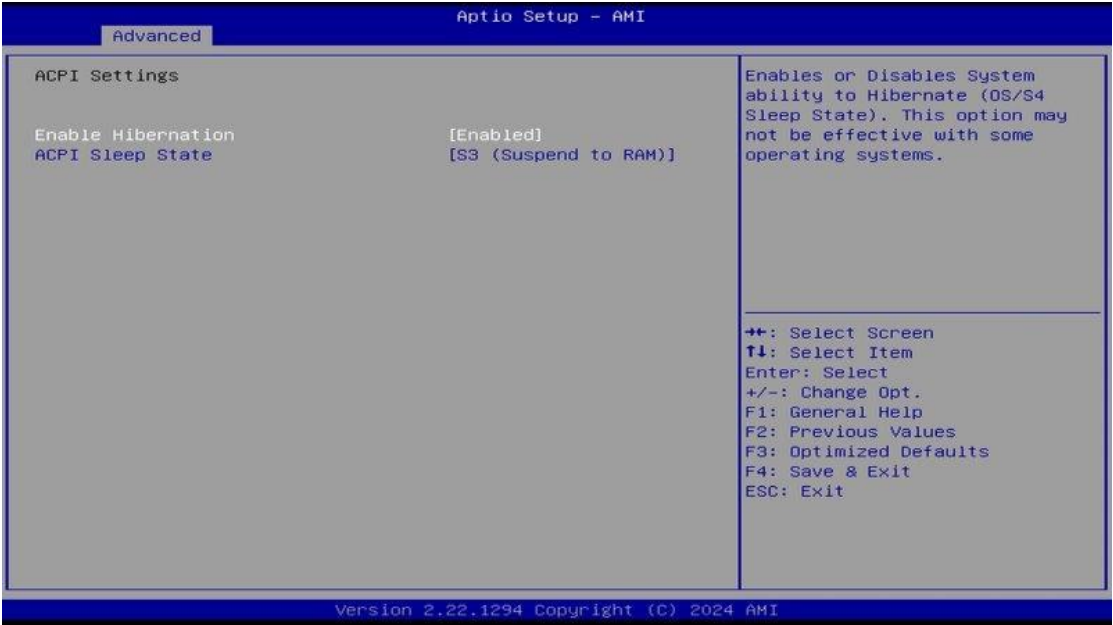 Aptio Setup - AMI
Advanced
ACPI Settings
Enable Hibernation [Enabled]
ACPI Sleep State [S3 (Suspend to RAM)]
Enables or Disables System
ability to Hibernate (OS/S4
Sleep State). This option may
not be effective with some
operating systems.
→←: Select Screen
↑↓: Select Item
Enter: Select
+/-: Change Opt.
F1: General Help
F2: Previous Values
F3: Optimized Defaults
F4: Save & Exit
ESC: Exit
Version 2.22.1294 Copyright (C) 2024 AMI